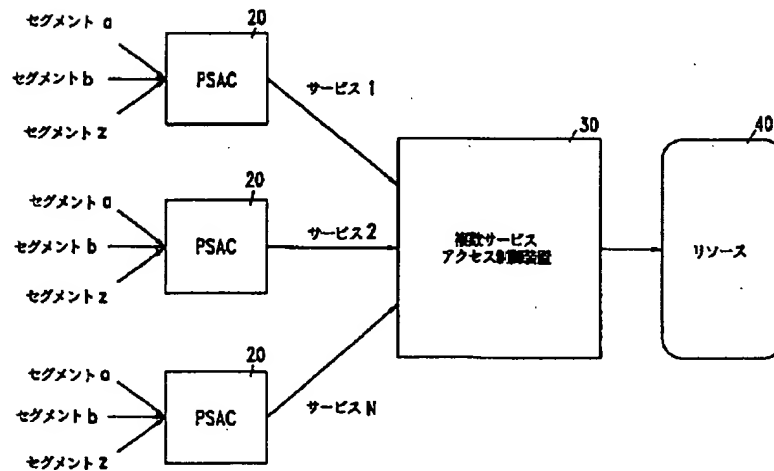 セグメント a
20
セグメント b
PSAC
サービス 1
セグメント z
30
40
セグメント a
20
セグメント b
PSAC
サービス 2
複数サービス
アクセス制御装置
リソース
セグメント z
セグメント a
20
セグメント b
PSAC
サービス N
セグメント z